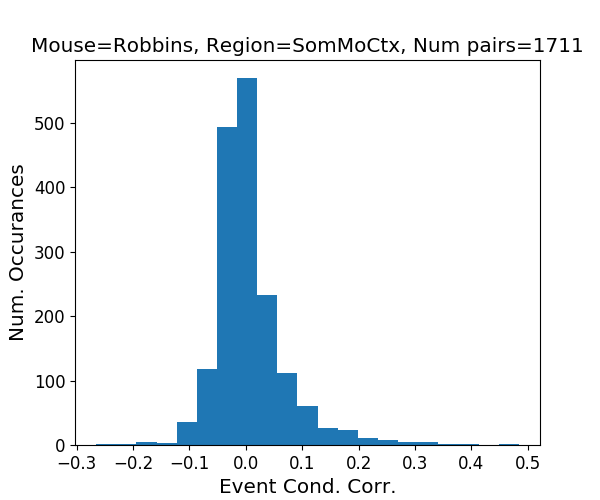 Mouse=Robbins, Region=SomMoCtx, Num pairs=1711
Num. Occurances
500
400
300
200
100
0
−0.3 −0.2 −0.1 0.0 0.1 0.2 0.3 0.4 0.5
Event Cond. Corr.